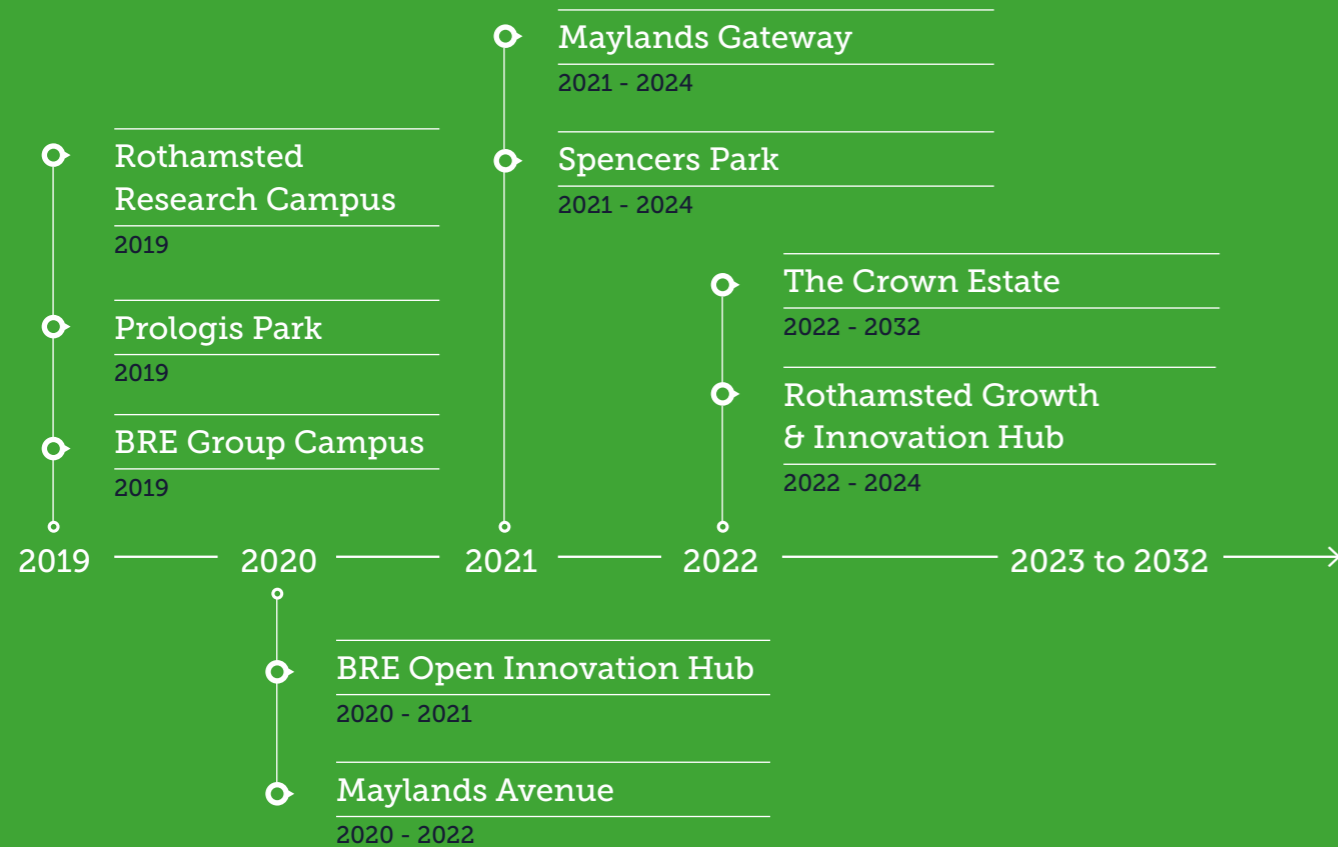 Maylands Gateway
2021 - 2024
Spencers Park
2021 - 2024
Rothamsted
Research Campus
2019
Prologis Park
2019
BRE Group Campus
2019
The Crown Estate
2022 - 2032
Rothamsted Growth
& Innovation Hub
2022 - 2024
2019
2020
2021
2022
2023 to 2032
BRE Open Innovation Hub
2020 - 2021
Maylands Avenue
2020 - 2022